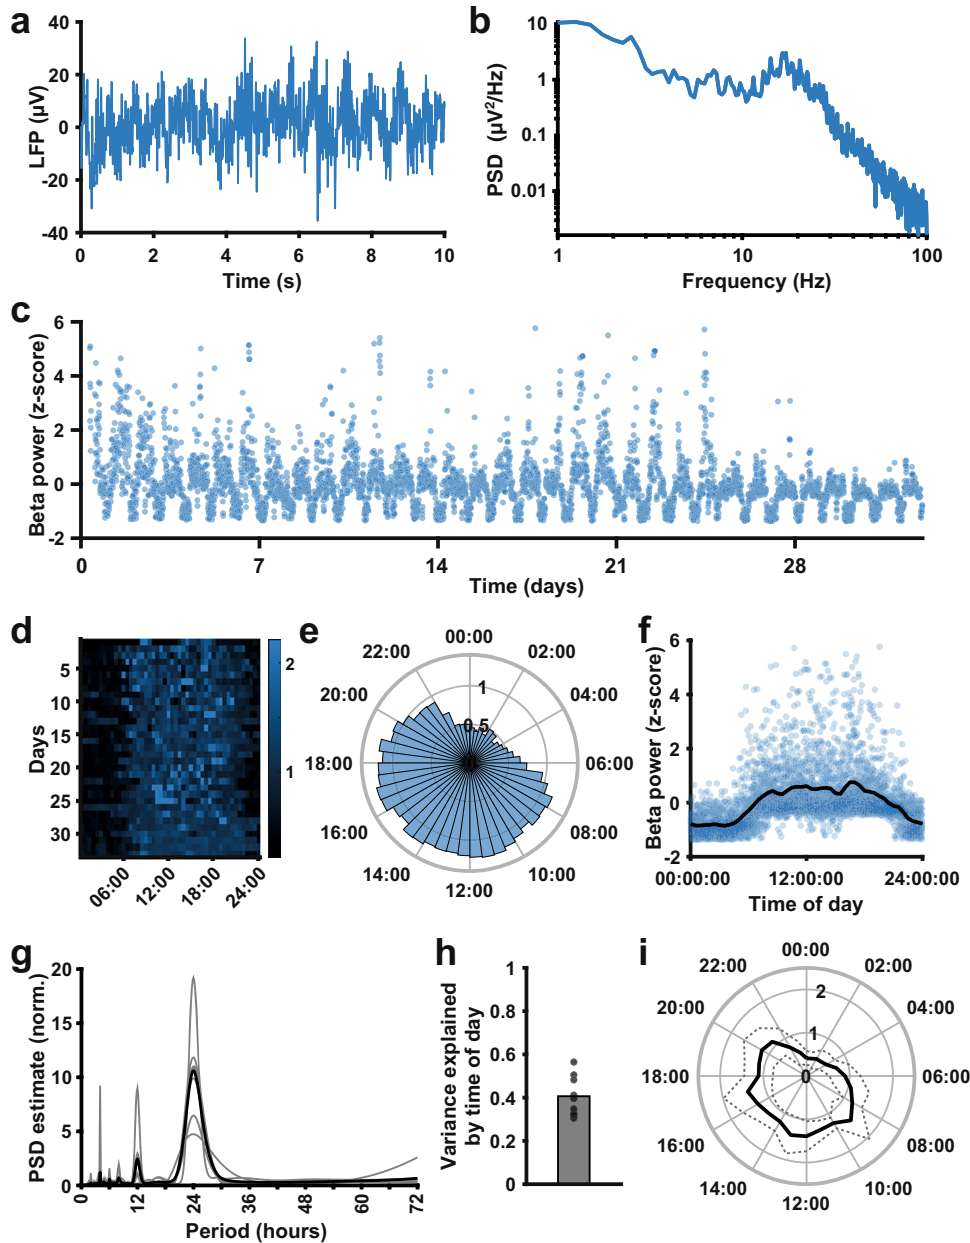 a
40
20
0
-20
-40
LFP (µV)
0 2 4 6 8 10
Time (s)
b
10
1
0.1
0.01
PSD (µV²/Hz)
1 10 100
Frequency (Hz)
c
6
4
2
0
-2
Beta power (z-score)
0 7 14 21 28
Time (days)
d
5
10
15
20
25
30
Days
06:00 12:00 18:00 24:00
2
1
e
00:00
02:00
04:00
06:00
08:00
10:00
12:00
14:00
16:00
18:00
20:00
22:00
1
0.5
0
f
6
4
2
0
-2
Beta power (z-score)
00:00:00 12:00:00 24:00:00
Time of day
g
20
15
10
5
0
PSD estimate (norm.)
0 12 24 36 48 60 72
Period (hours)
h
1
0.8
0.6
0.4
0.2
0
Variance explained
by time of day
i
00:00
02:00
04:00
06:00
08:00
10:00
12:00
14:00
16:00
18:00
20:00
22:00
2
1
0